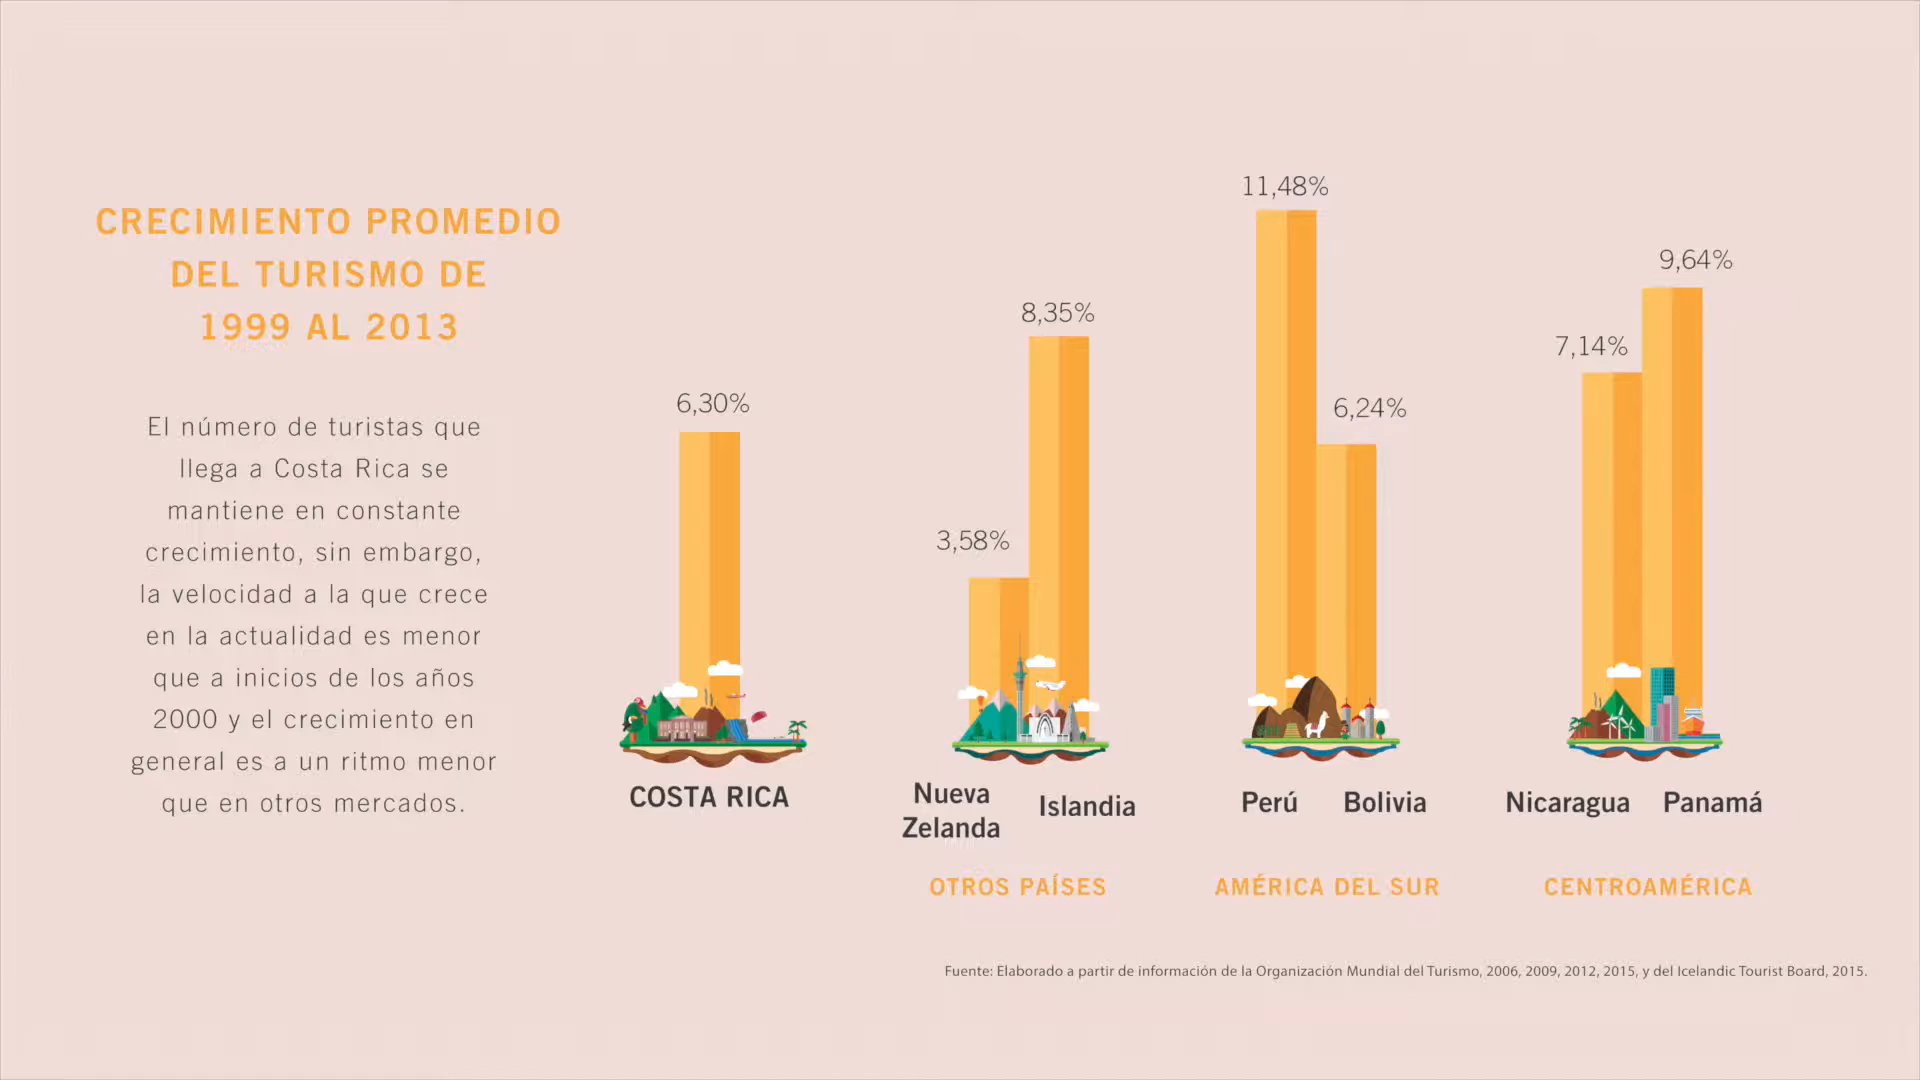 CRECIMIENTO PROMEDIO
DEL TURISMO DE
1999 AL 2013
El número de turistas que
llega a Costa Rica se
mantiene en constante
crecimiento, sin embargo,
la velocidad a la que crece
en la actualidad es menor
que a inicios de los años
2000 y el crecimiento en
general es a un ritmo menor
que en otros mercados.
6,30%
COSTA RICA
3,58%
8,35%
Nueva
Zelanda
Islandia
OTROS PAÍSES
11,48%
6,24%
Perú
Bolivia
AMÉRICA DEL SUR
7,14%
9,64%
Nicaragua
Panamá
CENTROAMÉRICA
Fuente: Elaborado a partir de información de la Organización Mundial del Turismo, 2006, 2009, 2012, 2015, y del Icelandic Tourist Board, 2015.